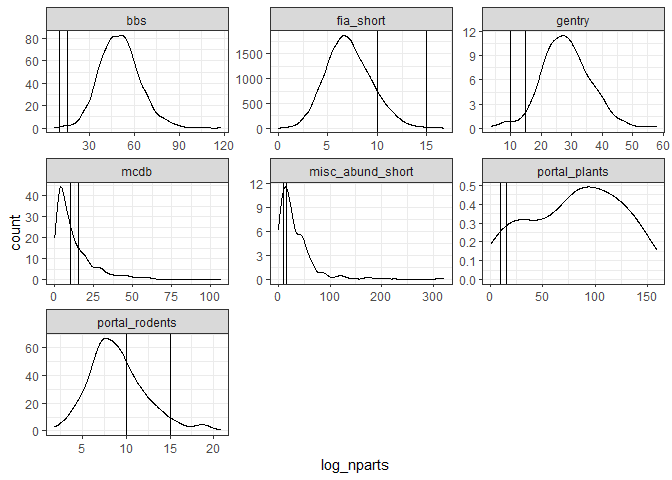 bbs fia_short gentry
80 60 40 20 0
1500 1000 500 0
12 9 6 3 0
30 60 90 120
0 5 10 15
10 20 30 40 50 60
mcdb misc_abund_short portal_plants
40 30 20 10 0
12 9 6 3 0
0.5 0.4 0.3 0.2 0.1 0.0
0 25 50 75 100
0 100 200 300
0 50 100 150
count
portal_rodents
60 40 20 0
5 10 15 20
log_nparts